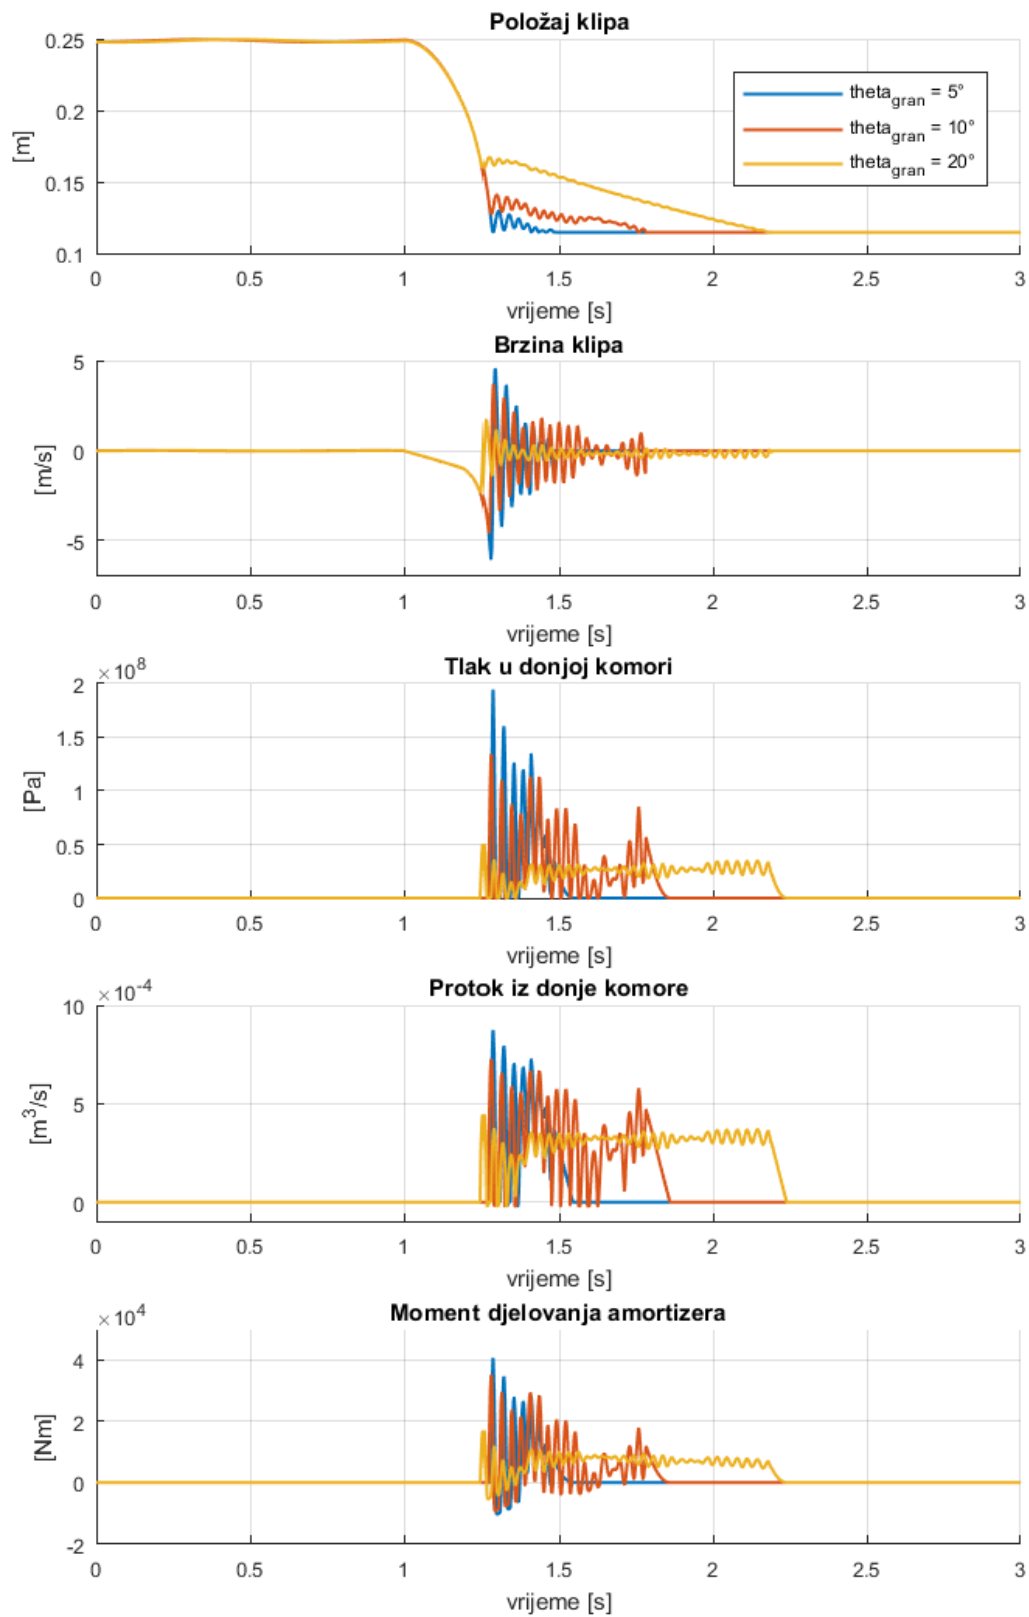 Položaj klipa
0.25
0.2
0.15
0.1
[m]
theta_gran = 5°
theta_gran = 10°
theta_gran = 20°
0 0.5 1 1.5 2 2.5 3
vrijeme [s]
Brzina klipa
5
0
-5
[m/s]
0 0.5 1 1.5 2 2.5 3
vrijeme [s]
Tlak u donjoj komori
×10^8
2
1.5
1
0.5
0
[Pa]
0 0.5 1 1.5 2 2.5 3
vrijeme [s]
Protok iz donje komore
×10^-4
10
5
0
[m^3/s]
0 0.5 1 1.5 2 2.5 3
vrijeme [s]
Moment djelovanja amortizera
×10^4
4
2
0
-2
[Nm]
0 0.5 1 1.5 2 2.5 3
vrijeme [s]